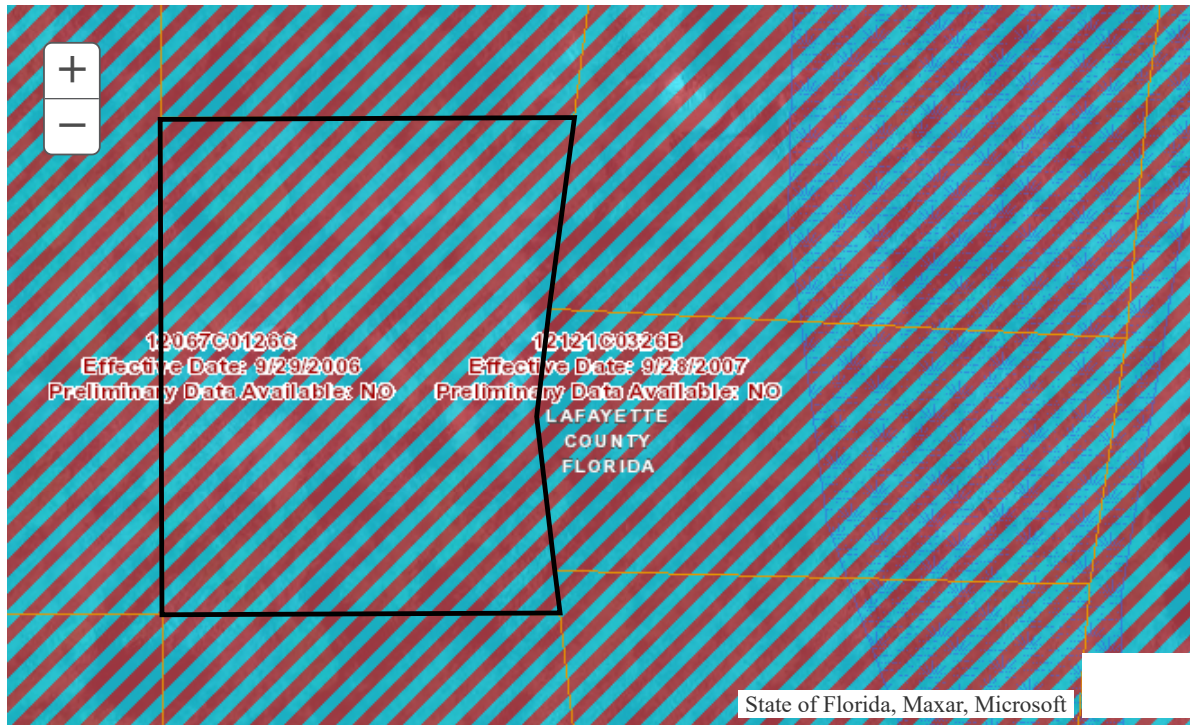 +
−
12067C0126C
Effective Date: 9/29/2006
Preliminary Data Available: NO
12121C0326B
Effective Date: 9/28/2007
Preliminary Data Available: NO
LAFAYETTE
COUNTY
FLORIDA
State of Florida, Maxar, Microsoft